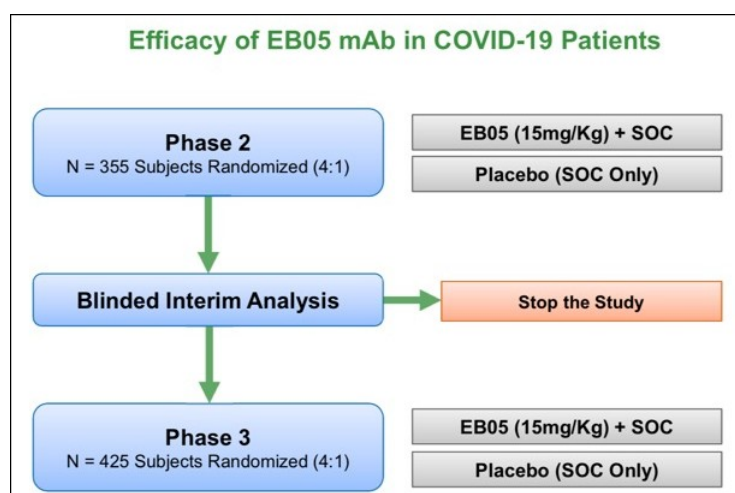 Efficacy of EB05 mAb in COVID-19 Patients
Phase 2
N = 355 Subjects Randomized (4:1)
EB05 (15mg/Kg) + SOC
Placebo (SOC Only)
Blinded Interim Analysis
Stop the Study
Phase 3
N = 425 Subjects Randomized (4:1)
EB05 (15mg/Kg) + SOC
Placebo (SOC Only)